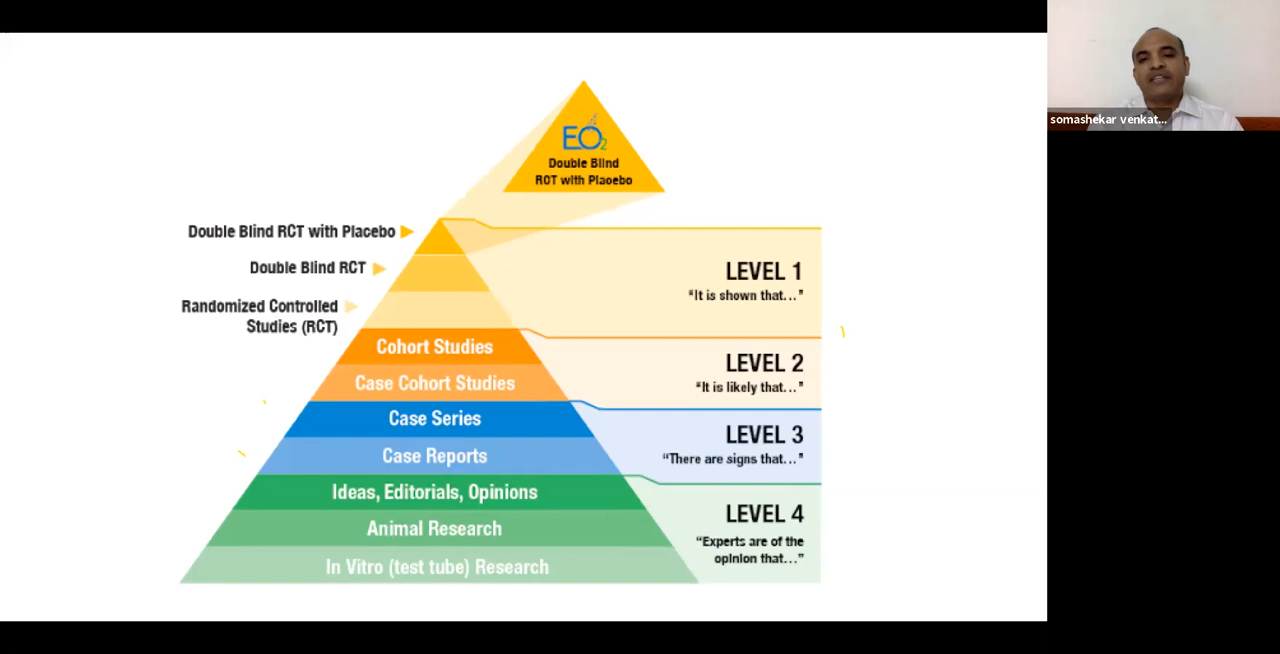 somashekar venkat...
EO2
Double Blind
RCT with Plaoebo
Double Blind RCT with Placebo
Double Blind RCT
Randomized Controlled
Studies (RCT)
LEVEL 1
“It is shown that...”
Cohort Studies
Case Cohort Studies
LEVEL 2
“It is likely that...”
Case Series
Case Reports
LEVEL 3
“There are signs that...”
Ideas, Editorials, Opinions
Animal Research
In Vitro (test tube) Research
LEVEL 4
“Experts are of the
opinion that...”